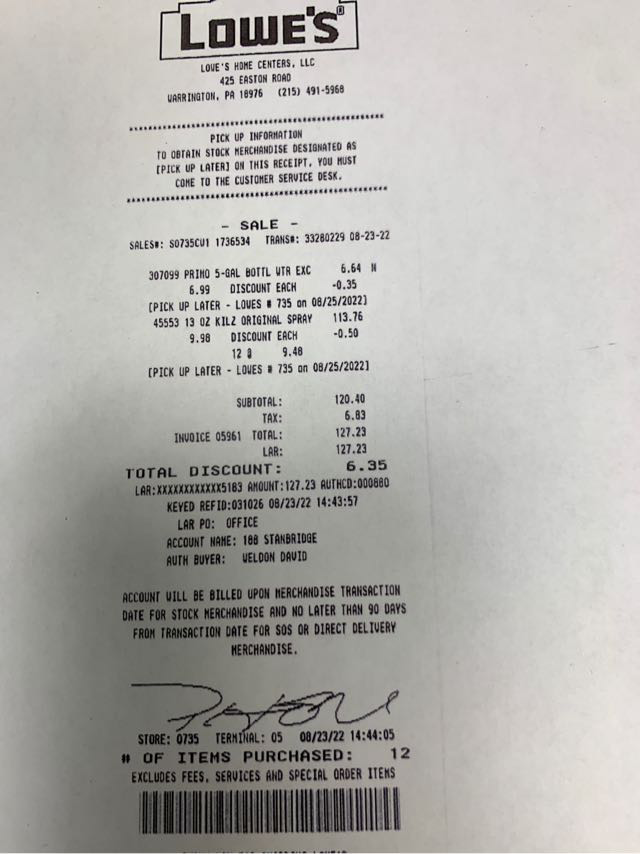 LOWE'S®
LOWE'S HOME CENTERS, LLC
425 EASTON ROAD
WARRINGTON, PA 18976 (215) 491-5968
PICK UP INFORMATION
TO OBTAIN STOCK MERCHANDISE DESIGNATED AS
[PICK UP LATER] ON THIS RECEIPT, YOU MUST
COME TO THE CUSTOMER SERVICE DESK.
- SALE -
SALES#: S0735CU1 1736534 TRANS#: 33280229 08-23-22
307099 PRIMO 5-GAL BOTTL WTR EXC 6.64 N
6.99 DISCOUNT EACH -0.35
[PICK UP LATER - LOWES # 735 on 08/25/2022]
45553 13 OZ KILZ ORIGINAL SPRAY 113.76
9.98 DISCOUNT EACH -0.50
12 @ 9.48
[PICK UP LATER - LOWES # 735 on 08/25/2022]
SUBTOTAL: 120.40
TAX: 6.83
INVOICE 05961 TOTAL: 127.23
LAR: 127.23
TOTAL DISCOUNT: 6.35
LAR:XXXXXXXXXXXX5183 AMOUNT:127.23 AUTHCD:000880
KEYED REFID:031026 08/23/22 14:43:57
LAR PO: OFFICE
ACCOUNT NAME: 188 STANBRIDGE
AUTH BUYER: WELDON DAVID
ACCOUNT WILL BE BILLED UPON MERCHANDISE TRANSACTION
DATE FOR STOCK MERCHANDISE AND NO LATER THAN 90 DAYS
FROM TRANSACTION DATE FOR SOS OR DIRECT DELIVERY
MERCHANDISE.
STORE: 0735 TERMINAL: 05 08/23/22 14:44:05
# OF ITEMS PURCHASED: 12
EXCLUDES FEES, SERVICES AND SPECIAL ORDER ITEMS